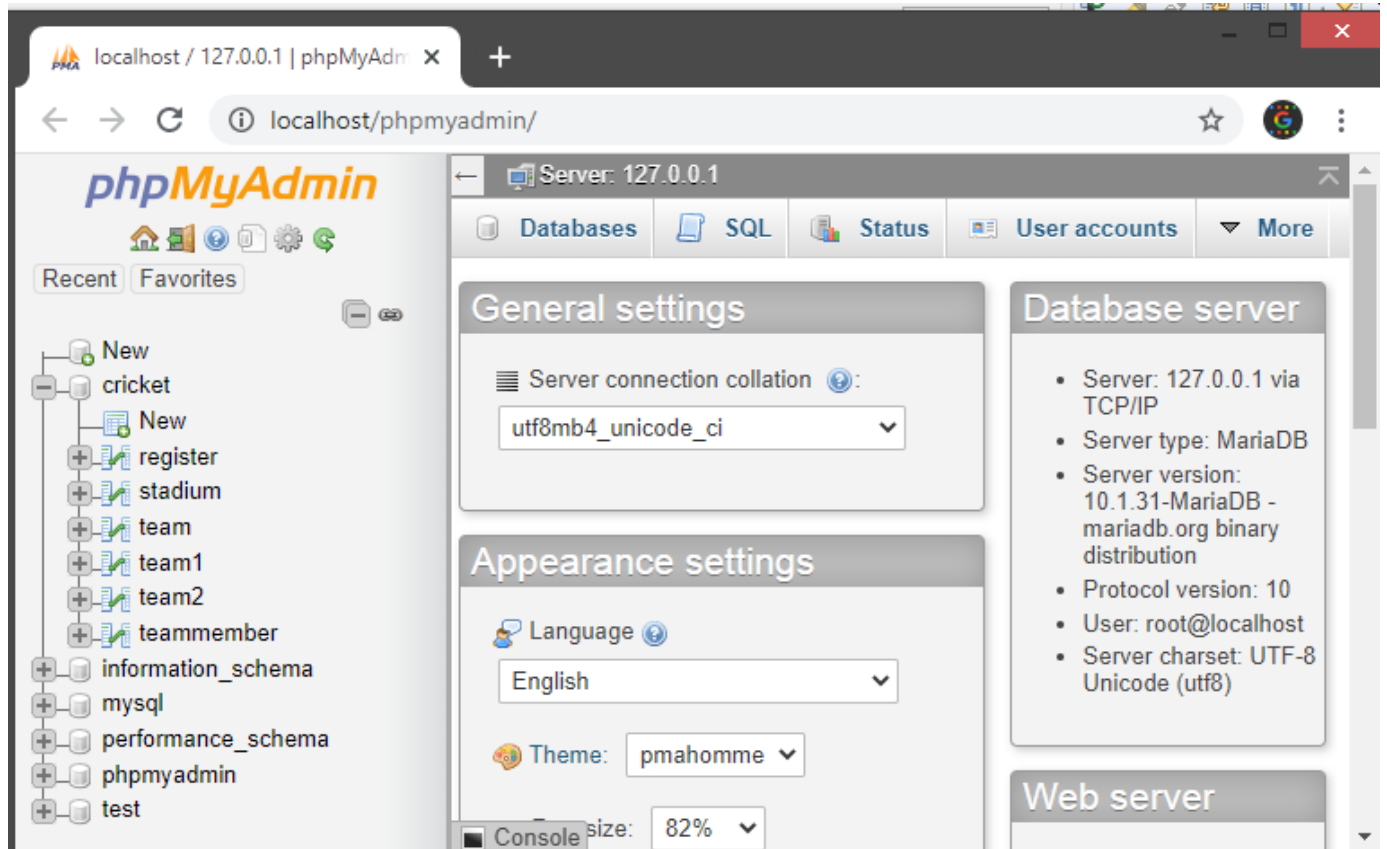 localhost / 127.0.0.1 | phpMyAdm
localhost/phpmyadmin/
phpMyAdmin
Recent Favorites
New
cricket
New
register
stadium
team
team1
team2
teammember
information_schema
mysql
performance_schema
phpmyadmin
test
Server: 127.0.0.1
Databases SQL Status User accounts More
General settings
Server connection collation :
utf8mb4_unicode_ci
Appearance settings
Language
English
Theme: pmahomme
size: 82%
Console
Database server
Server: 127.0.0.1 via
TCP/IP
Server type: MariaDB
Server version:
10.1.31-MariaDB -
mariadb.org binary
distribution
Protocol version: 10
User: root@localhost
Server charset: UTF-8
Unicode (utf8)
Web server